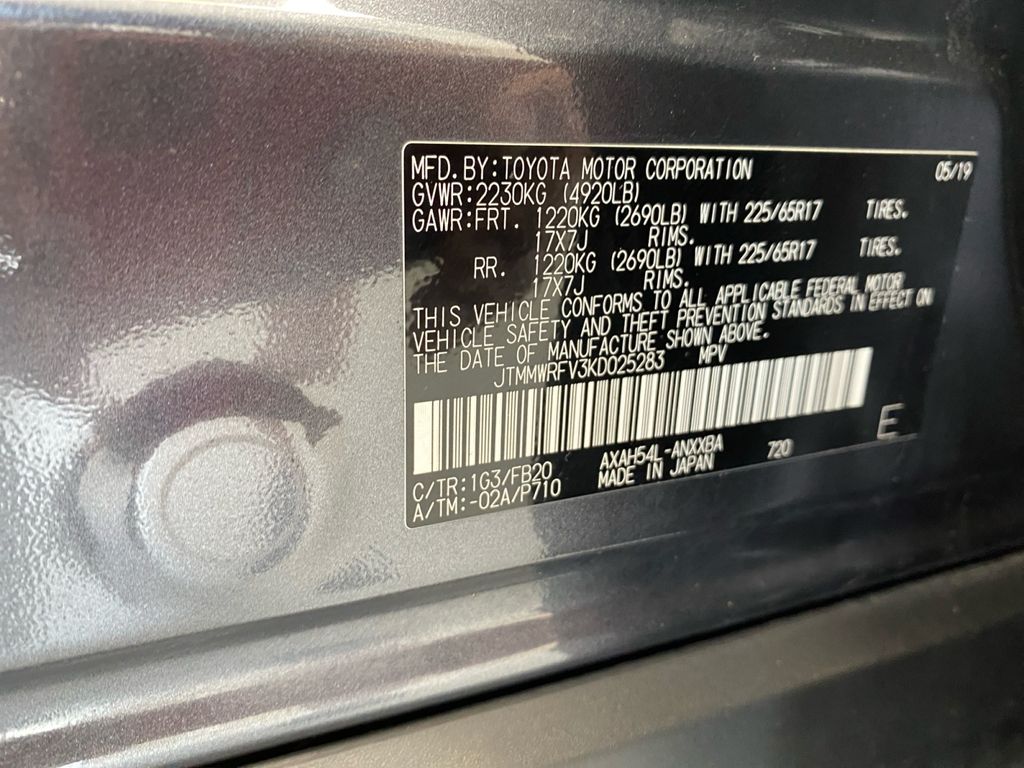 MFD.BY:TOYOTA MOTOR CORPORATION 05/19
GVWR:2230KG (4920LB)
GAWR:FRT. 1220KG (2690LB) WITH 225/65R17 TIRES.
17X7J RIMS.
RR. 1220KG (2690LB) WITH 225/65R17 TIRES.
17X7J RIMS.
THIS VEHICLE CONFORMS TO ALL APPLICABLE FEDERAL MOTOR
VEHICLE SAFETY AND THEFT PREVENTION STANDARDS IN EFFECT ON
THE DATE OF MANUFACTURE SHOWN ABOVE.
JTMMWRFV3KD025283 MPV
E
C/TR:1G3/FB20 AXAH54L-ANXXBA 720
A/TM:-02A/P710 MADE IN JAPAN